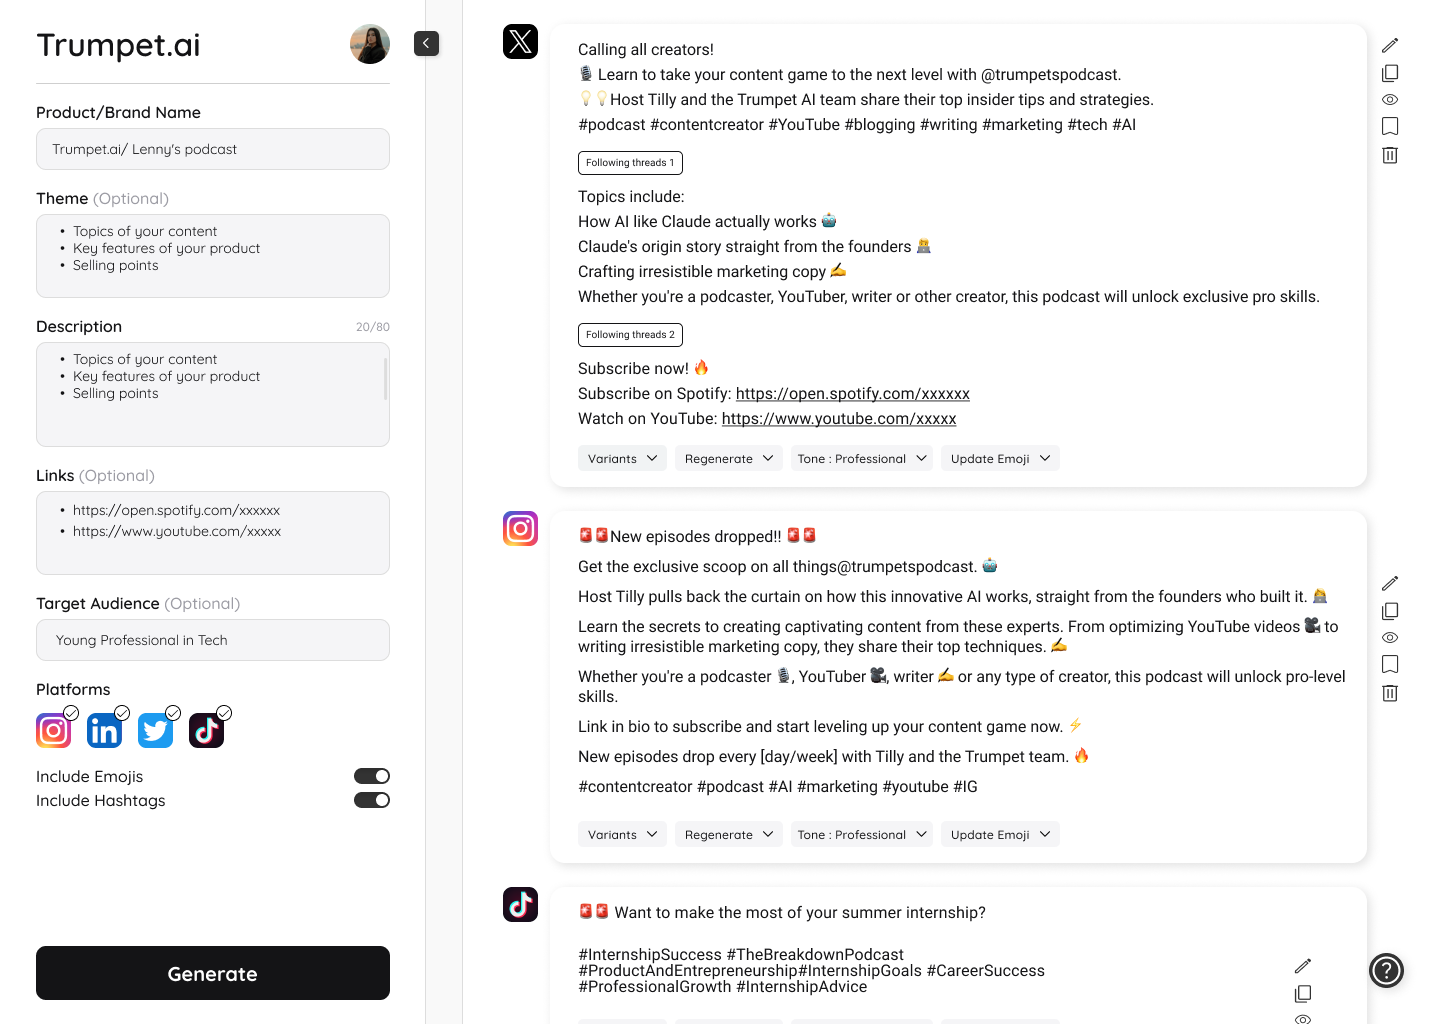 Trumpet.ai
Product/Brand Name
Trumpet.ai/ Lenny's podcast
Theme (Optional)
• Topics of your content
• Key features of your product
• Selling points
Description 20/80
• Topics of your content
• Key features of your product
• Selling points
Links (Optional)
• https://open.spotify.com/xxxxxx
• https://www.youtube.com/xxxxx
Target Audience (Optional)
Young Professional in Tech
Platforms
Include Emojis
Include Hashtags
Generate
Calling all creators!
🎙️ Learn to take your content game to the next level with @trumpetspodcast.
💡💡Host Tilly and the Trumpet AI team share their top insider tips and strategies.
#podcast #contentcreator #YouTube #blogging #writing #marketing #tech #AI
Following threads 1
Topics include:
How AI like Claude actually works 🤖
Claude's origin story straight from the founders 👩‍💻
Crafting irresistible marketing copy ✍️
Whether you're a podcaster, YouTuber, writer or other creator, this podcast will unlock exclusive pro skills.
Following threads 2
Subscribe now! 🔥
Subscribe on Spotify: https://open.spotify.com/xxxxxx
Watch on YouTube: https://www.youtube.com/xxxxx
Variants Regenerate Tone : Professional Update Emoji
🚨🚨New episodes dropped!! 🚨🚨
Get the exclusive scoop on all things@trumpetspodcast. 🤖
Host Tilly pulls back the curtain on how this innovative AI works, straight from the founders who built it. 👩‍💻
Learn the secrets to creating captivating content from these experts. From optimizing YouTube videos 🎥 to
writing irresistible marketing copy, they share their top techniques. ✍️
Whether you're a podcaster 🎙️, YouTuber 🎥, writer ✍️ or any type of creator, this podcast will unlock pro-level
skills.
Link in bio to subscribe and start leveling up your content game now. ⚡
New episodes drop every [day/week] with Tilly and the Trumpet team. 🔥
#contentcreator #podcast #AI #marketing #youtube #IG
Variants Regenerate Tone : Professional Update Emoji
🚨🚨 Want to make the most of your summer internship?
#InternshipSuccess #TheBreakdownPodcast
#ProductAndEntrepreneurship#InternshipGoals #CareerSuccess
#ProfessionalGrowth #InternshipAdvice